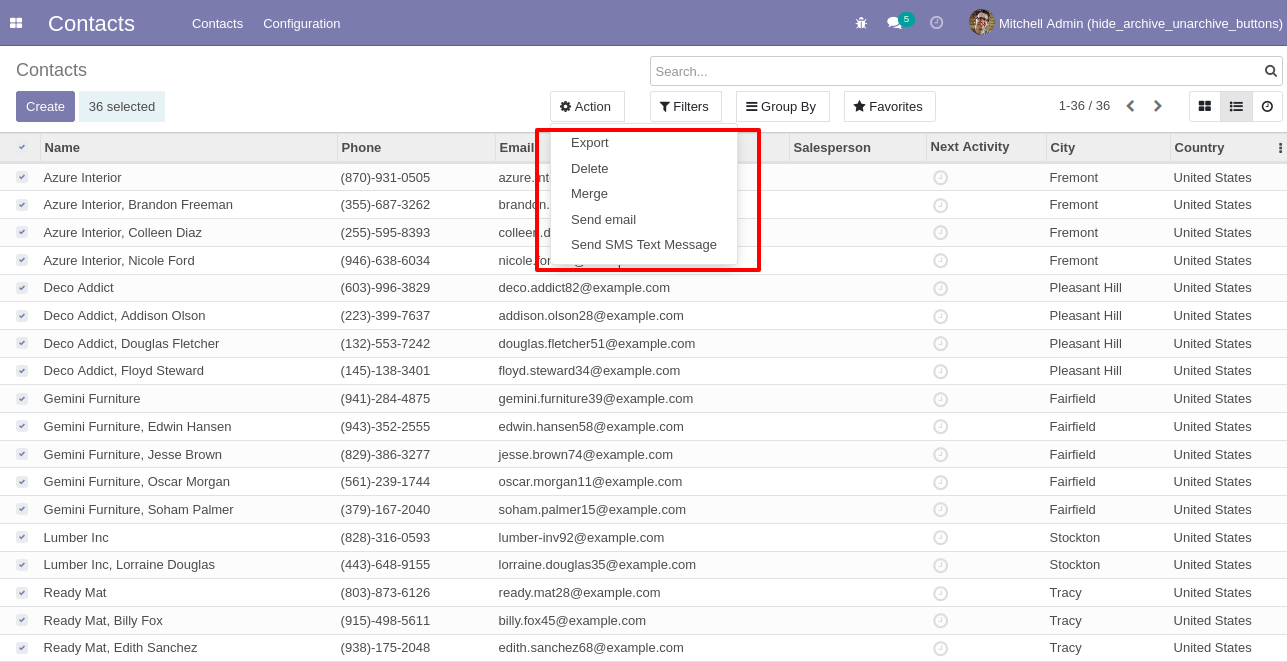 Contacts Contacts Configuration 5 Mitchell Admin (hide_archive_unarchive_buttons)
Contacts Search...
Create 36 selected Action Filters Group By Favorites 1-36 / 36
Name Phone Email Salesperson Next Activity City Country
Export
Delete
Merge
Send email
Send SMS Text Message
Azure Interior (870)-931-0505 Fremont United States
Azure Interior, Brandon Freeman (355)-687-3262 Fremont United States
Azure Interior, Colleen Diaz (255)-595-8393 Fremont United States
Azure Interior, Nicole Ford (946)-638-6034 Fremont United States
Deco Addict (603)-996-3829 deco.addict82@example.com Pleasant Hill United States
Deco Addict, Addison Olson (223)-399-7637 addison.olson28@example.com Pleasant Hill United States
Deco Addict, Douglas Fletcher (132)-553-7242 douglas.fletcher51@example.com Pleasant Hill United States
Deco Addict, Floyd Steward (145)-138-3401 floyd.steward34@example.com Pleasant Hill United States
Gemini Furniture (941)-284-4875 gemini.furniture39@example.com Fairfield United States
Gemini Furniture, Edwin Hansen (943)-352-2555 edwin.hansen58@example.com Fairfield United States
Gemini Furniture, Jesse Brown (829)-386-3277 jesse.brown74@example.com Fairfield United States
Gemini Furniture, Oscar Morgan (561)-239-1744 oscar.morgan11@example.com Fairfield United States
Gemini Furniture, Soham Palmer (379)-167-2040 soham.palmer15@example.com Fairfield United States
Lumber Inc (828)-316-0593 lumber-inv92@example.com Stockton United States
Lumber Inc, Lorraine Douglas (443)-648-9155 lorraine.douglas35@example.com Stockton United States
Ready Mat (803)-873-6126 ready.mat28@example.com Tracy United States
Ready Mat, Billy Fox (915)-498-5611 billy.fox45@example.com Tracy United States
Ready Mat, Edith Sanchez (938)-175-2048 edith.sanchez68@example.com Tracy United States